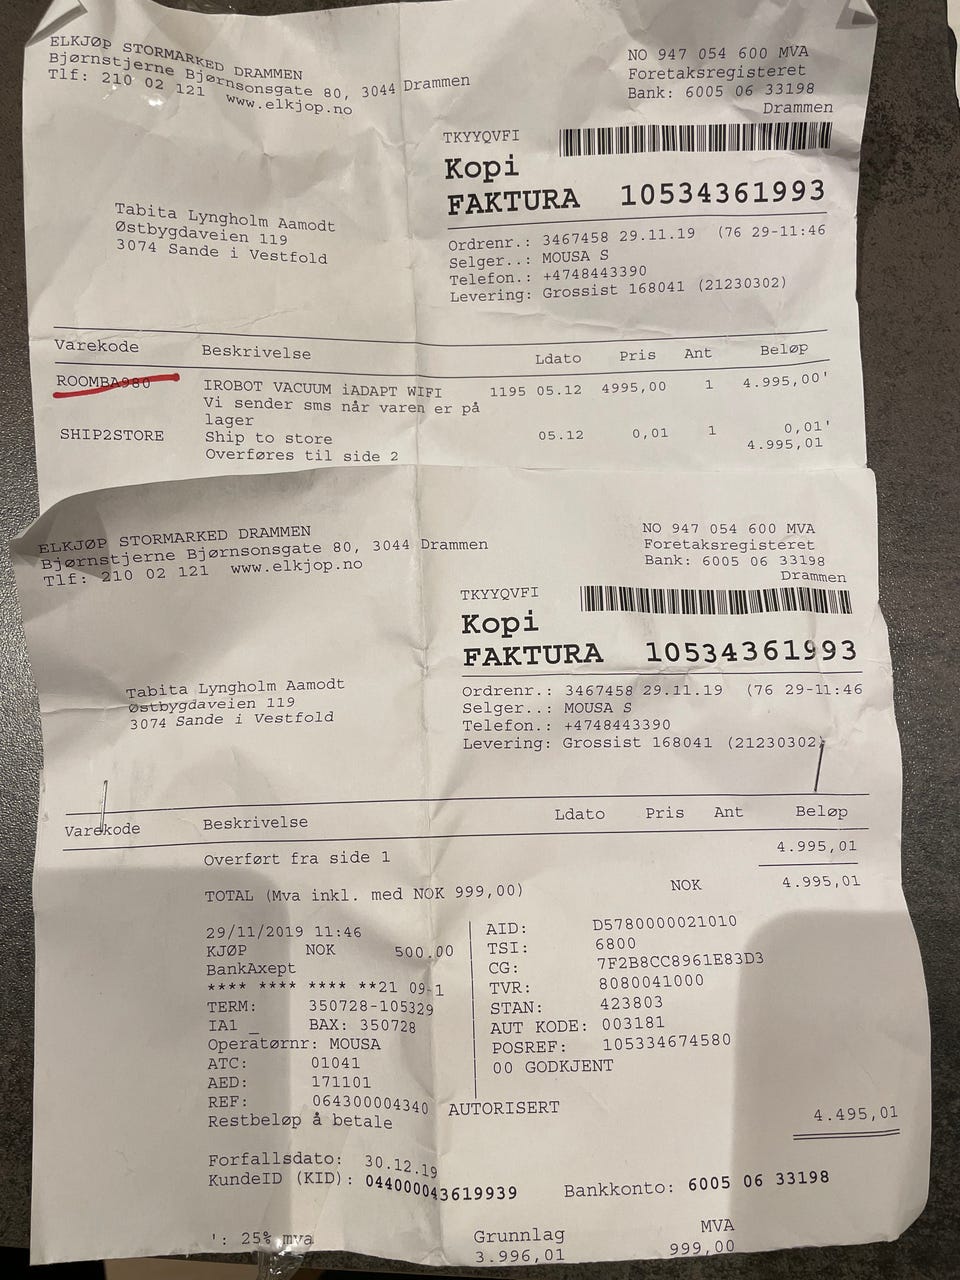 ELKJØP STORMARKED DRAMMEN
Bjørnstjerne Bjørnsonsgate 80, 3044 Drammen
Tlf: 210 02 121 www.elkjop.no
NO 947 054 600 MVA
Foretaksregisteret
Bank: 6005 06 33198
Drammen
TKYYQVFI
Kopi
FAKTURA 10534361993
Tabita Lyngholm Aamodt
Østbygdaveien 119
3074 Sande i Vestfold
Ordrenr.: 3467458 29.11.19 (76 29-11:46
Selger..: MOUSA S
Telefon.: +4748443390
Levering: Grossist 168041 (21230302)
Varekode Beskrivelse Ldato Pris Ant Beløp
ROOMBA980 IROBOT VACUUM iADAPT WIFI 1195 05.12 4995,00 1 4.995,00'
Vi sender sms når varen er på
lager
SHIP2STORE Ship to store 05.12 0,01 1 0,01'
Overføres til side 2 4.995,01
ELKJØP STORMARKED DRAMMEN
Bjørnstjerne Bjørnsonsgate 80, 3044 Drammen
Tlf: 210 02 121 www.elkjop.no
NO 947 054 600 MVA
Foretaksregisteret
Bank: 6005 06 33198
Drammen
TKYYQVFI
Kopi
FAKTURA 10534361993
Tabita Lyngholm Aamodt
Østbygdaveien 119
3074 Sande i Vestfold
Ordrenr.: 3467458 29.11.19 (76 29-11:46
Selger..: MOUSA S
Telefon.: +4748443390
Levering: Grossist 168041 (21230302)
Varekode Beskrivelse Ldato Pris Ant Beløp
Overført fra side 1 4.995,01
TOTAL (Mva inkl. med NOK 999,00) NOK 4.995,01
29/11/2019 11:46
KJØP NOK 500.00
BankAxept
**** **** **** **21 09-1
TERM: 350728-105329
IA1 _ BAX: 350728
Operatørnr: MOUSA
ATC: 01041
AED: 171101
REF: 064300004340 AUTORISERT
AID: D5780000021010
TSI: 6800
CG: 7F2B8CC8961E83D3
TVR: 8080041000
STAN: 423803
AUT KODE: 003181
POSREF: 105334674580
00 GODKJENT
Restbeløp å betale 4.495,01
Forfallsdato: 30.12.19
KundeID (KID): 044000043619939 Bankkonto: 6005 06 33198
': 25% mva Grunnlag MVA
3.996,01 999,00